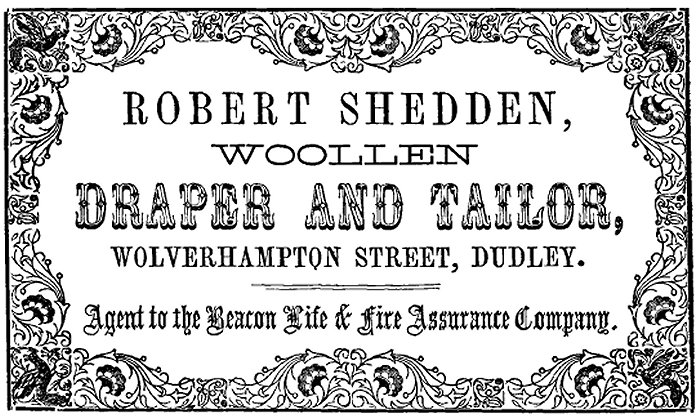 ROBERT SHEDDEN,
WOOLLEN
DRAPER AND TAILOR,
WOLVERHAMPTON STREET, DUDLEY.
Agent to the Beacon Life & Fire Assurance Company.